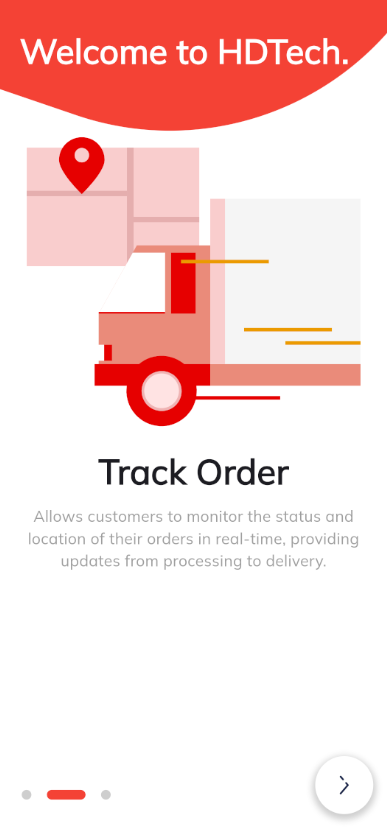 Welcome to HDTech.
Track Order
Allows customers to monitor the status and
location of their orders in real-time, providing
updates from processing to delivery.